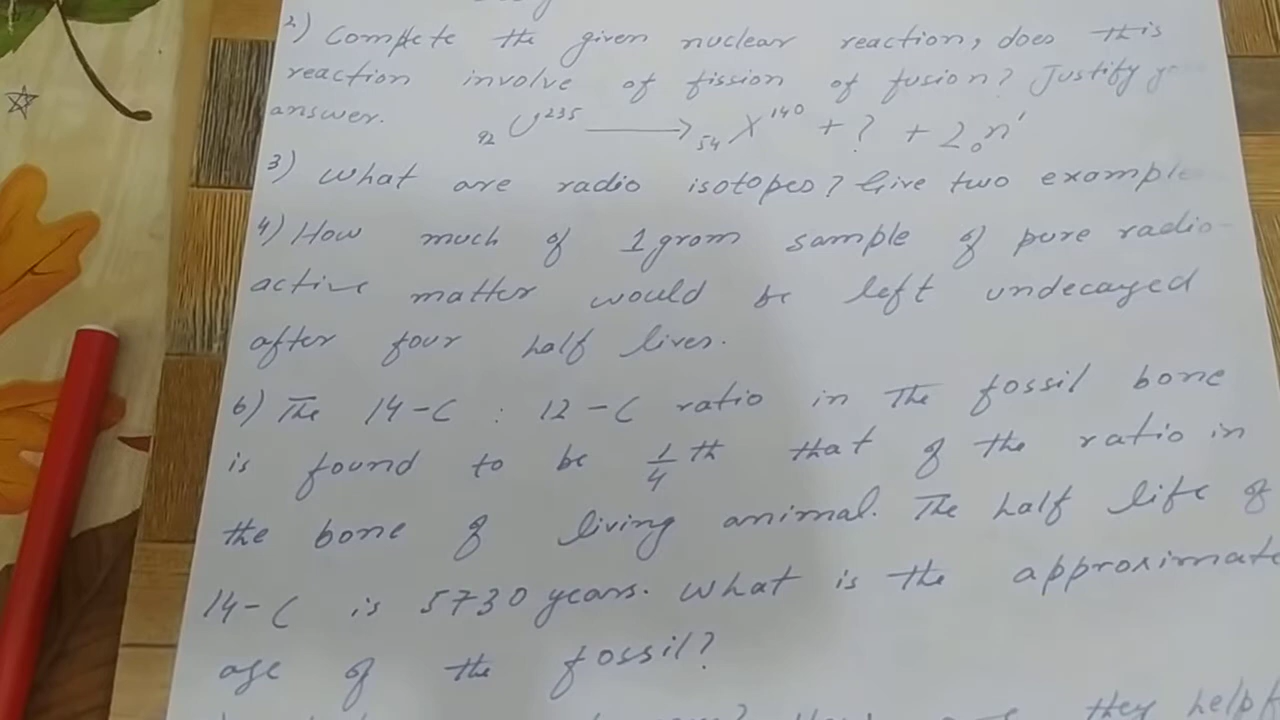 2) Complete the given nuclear reaction, does this
reaction involve of fission of fusion? Justify
answer. ₉₂U²³⁵ ⟶ ₅₄X¹⁴⁰ + ? + 2₀n¹
3) What are radio isotopes? Give two example
4) How much of 1 gram sample of pure radio-
active matter would be left undecayed
after four half lives.
6) The 14-C : 12-C ratio in the fossil bone
is found to be 1/4 th that of the ratio in
the bone of living animal. The half life of
14-C is 5730 years. What is the approximate
age of the fossil?
they help